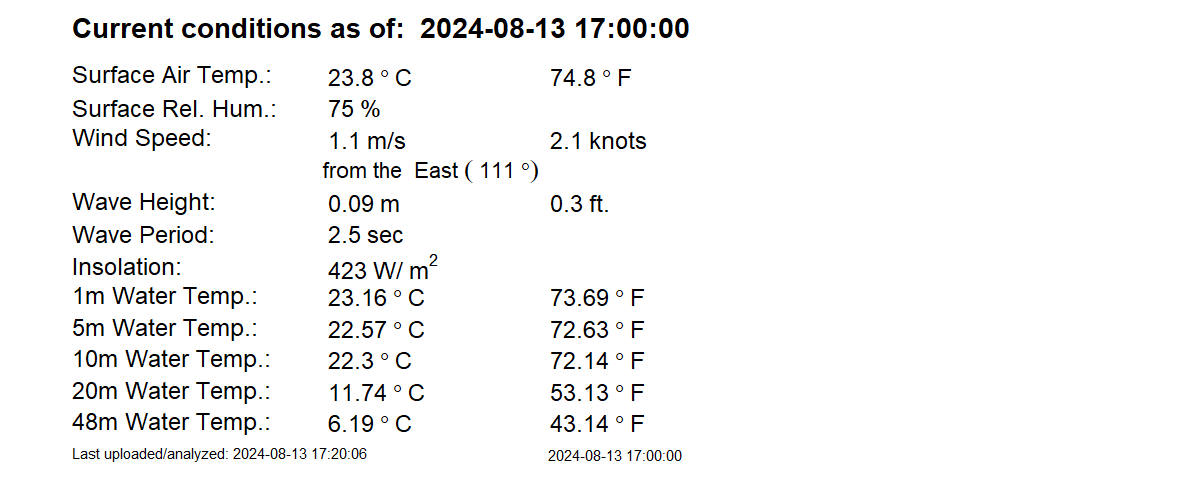 Current conditions as of: 2024-08-13 17:00:00
Surface Air Temp.: 23.8 ° C 74.8 ° F
Surface Rel. Hum.: 75 %
Wind Speed: 1.1 m/s 2.1 knots
from the East ( 111 °)
Wave Height: 0.09 m 0.3 ft.
Wave Period: 2.5 sec
Insolation: 423 W/ m²
1m Water Temp.: 23.16 ° C 73.69 ° F
5m Water Temp.: 22.57 ° C 72.63 ° F
10m Water Temp.: 22.3 ° C 72.14 ° F
20m Water Temp.: 11.74 ° C 53.13 ° F
48m Water Temp.: 6.19 ° C 43.14 ° F
Last uploaded/analyzed: 2024-08-13 17:20:06 2024-08-13 17:00:00